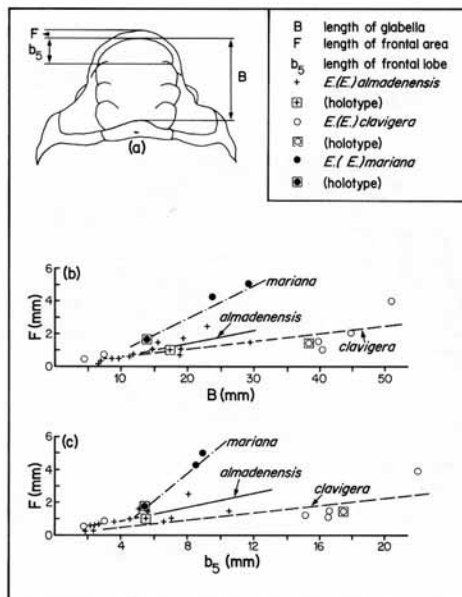 F
b5
B
(a)
B length of glabella
F length of frontal area
b5 length of frontal lobe
+ E.(E.) almadenensis
(holotype)
○ E.(E.) clavigera
(holotype)
● E.(E.) mariana
(holotype)
(b)
F (mm)
6
4
2
0
mariana
almadenensis
clavigera
10
20
30
40
50
B (mm)
(c)
F (mm)
6
4
2
0
mariana
almadenensis
clavigera
4
8
12
16
20
b5 (mm)